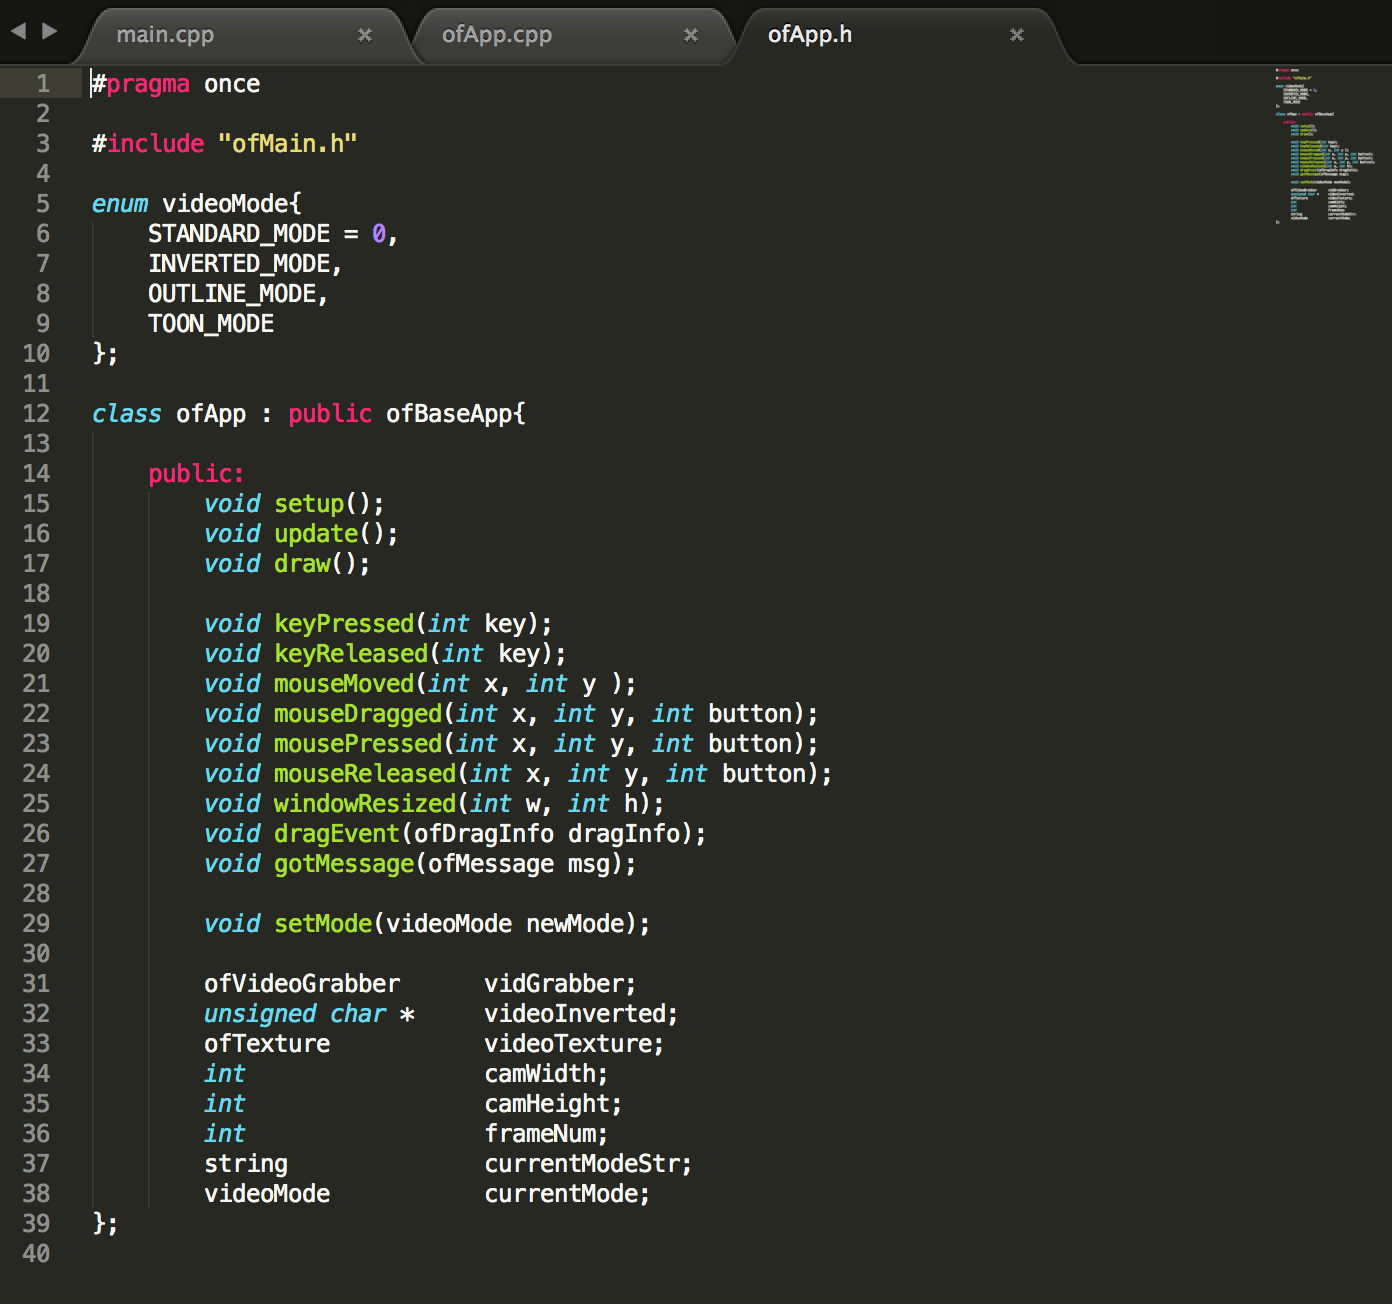 main.cpp × ofApp.cpp × ofApp.h ×
1 #pragma once
2
3 #include "ofMain.h"
4
5 enum videoMode{
6     STANDARD_MODE = 0,
7     INVERTED_MODE,
8     OUTLINE_MODE,
9     TOON_MODE
10 };
11
12 class ofApp : public ofBaseApp{
13
14     public:
15         void setup();
16         void update();
17         void draw();
18
19         void keyPressed(int key);
20         void keyReleased(int key);
21         void mouseMoved(int x, int y );
22         void mouseDragged(int x, int y, int button);
23         void mousePressed(int x, int y, int button);
24         void mouseReleased(int x, int y, int button);
25         void windowResized(int w, int h);
26         void dragEvent(ofDragInfo dragInfo);
27         void gotMessage(ofMessage msg);
28
29         void setMode(videoMode newMode);
30
31         ofVideoGrabber      vidGrabber;
32         unsigned char *     videoInverted;
33         ofTexture           videoTexture;
34         int                 camWidth;
35         int                 camHeight;
36         int                 frameNum;
37         string              currentModeStr;
38         videoMode           currentMode;
39 };
40